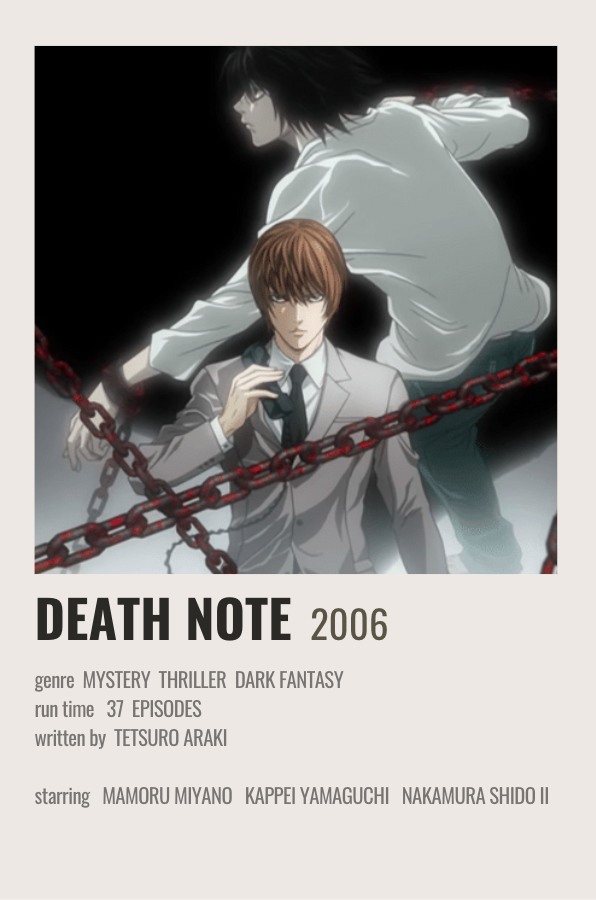 DEATH NOTE 2006
genre MYSTERY THRILLER DARK FANTASY
run time 37 EPISODES
written by TETSURO ARAKI
starring MAMORU MIYANO KAPPEI YAMAGUCHI NAKAMURA SHIDO II